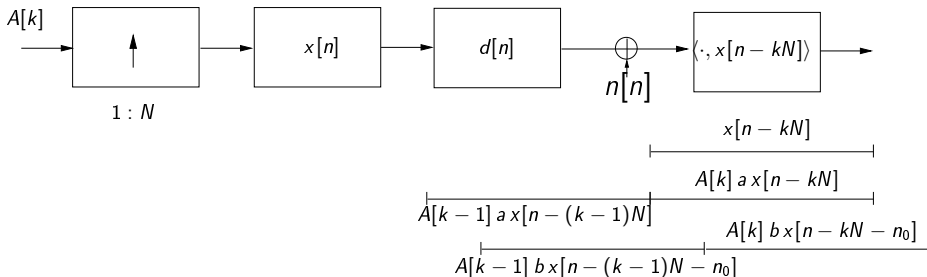 A[k]
x[n]
d[n]
⟨·, x[n − kN]⟩
1 : N
n[n]
x[n − kN]
A[k] a x[n − kN]
A[k − 1] a x[n − (k − 1)N]
A[k] b x[n − kN − n₀]
A[k − 1] b x[n − (k − 1)N − n₀]